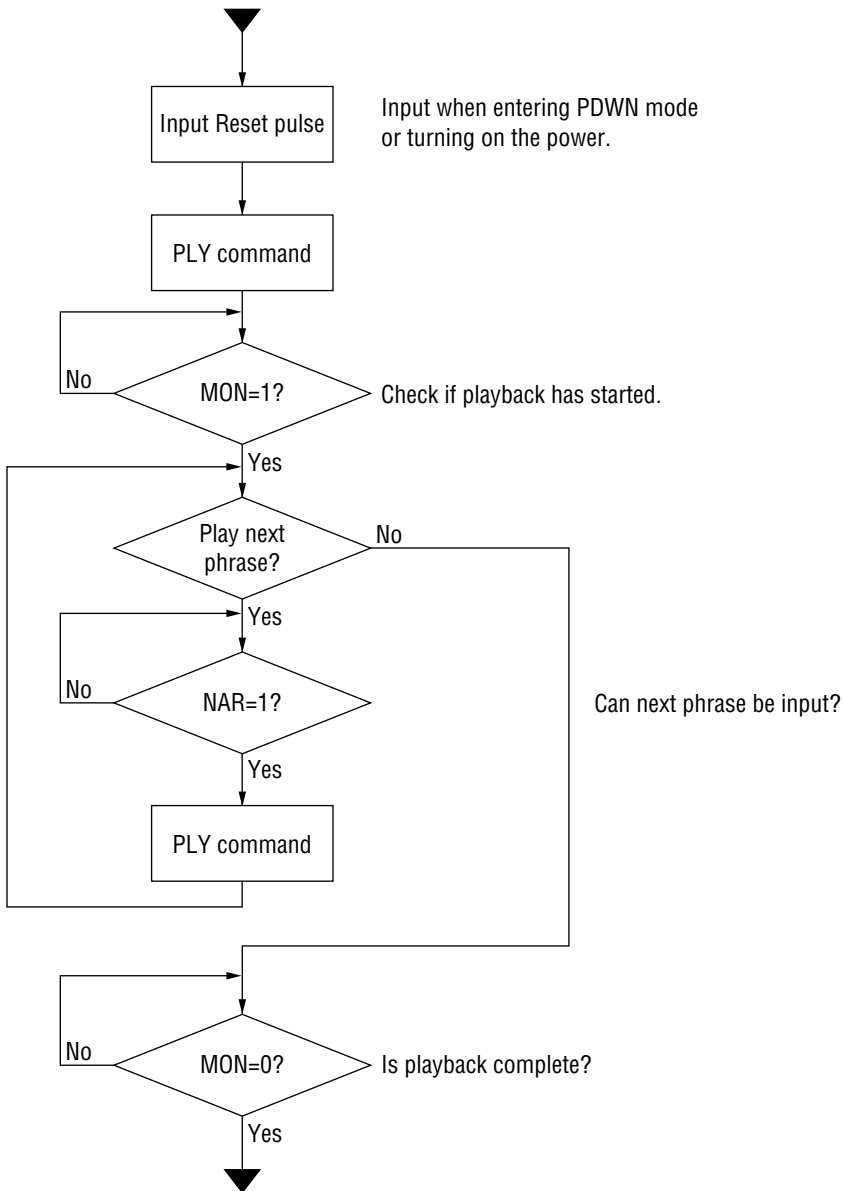 Input Reset pulse
Input when entering PDWN mode
or turning on the power.
PLY command
No
MON=1?
Check if playback has started.
Yes
Play next
phrase?
No
Yes
No
NAR=1?
Can next phrase be input?
Yes
PLY command
No
MON=0?
Is playback complete?
Yes